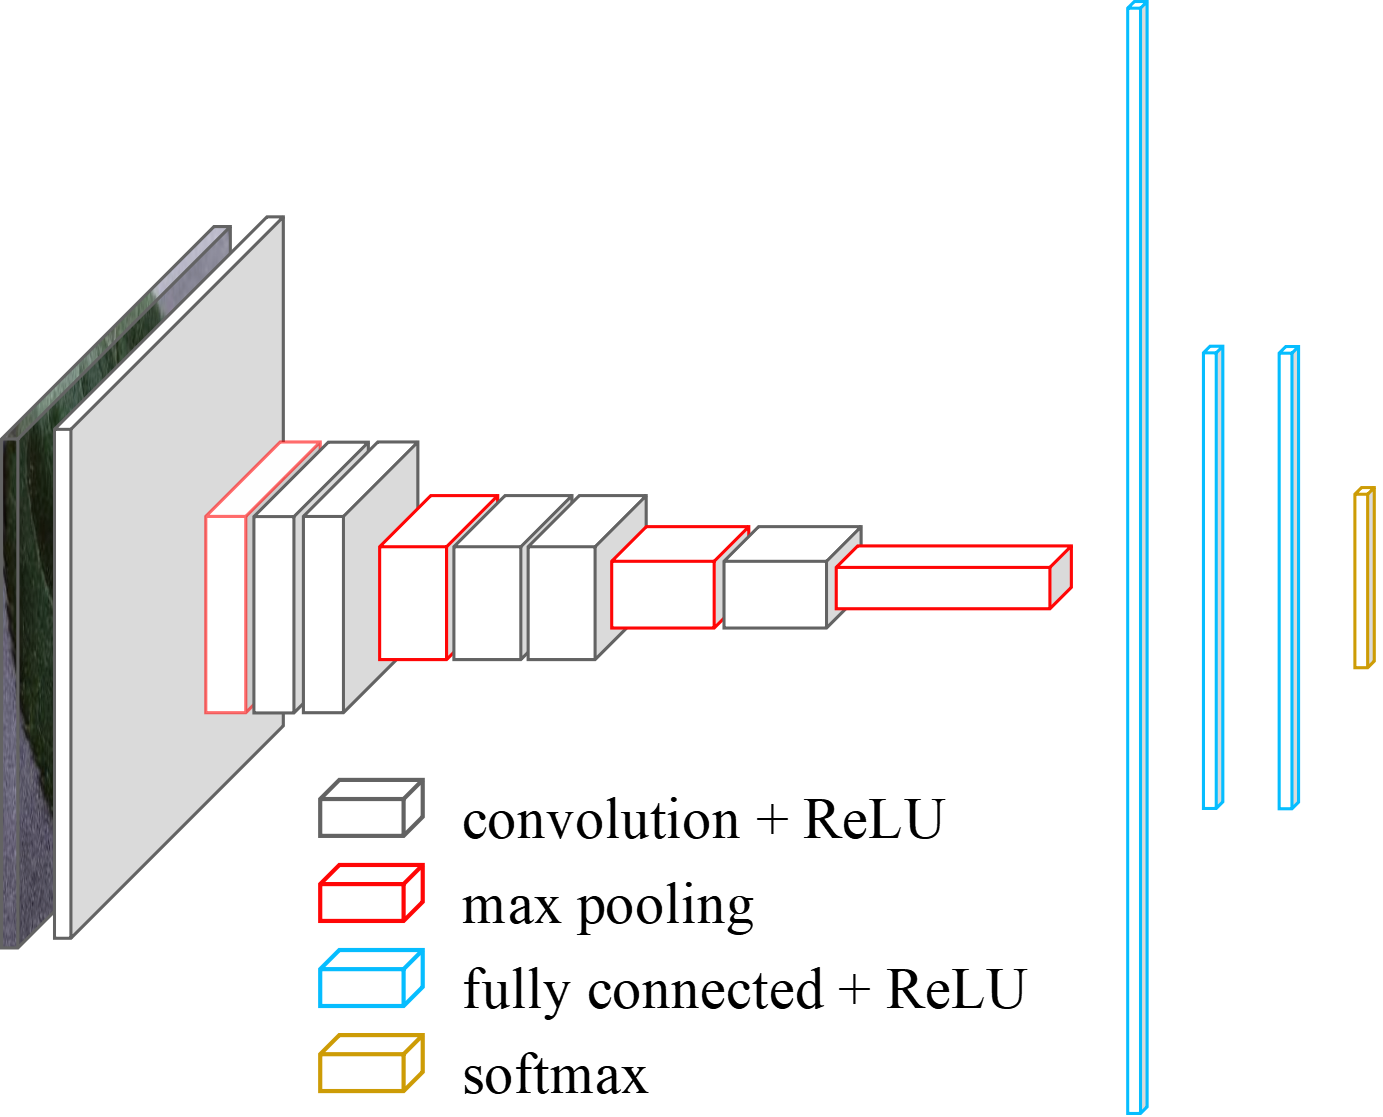 convolution + ReLU
max pooling
fully connected + ReLU
softmax